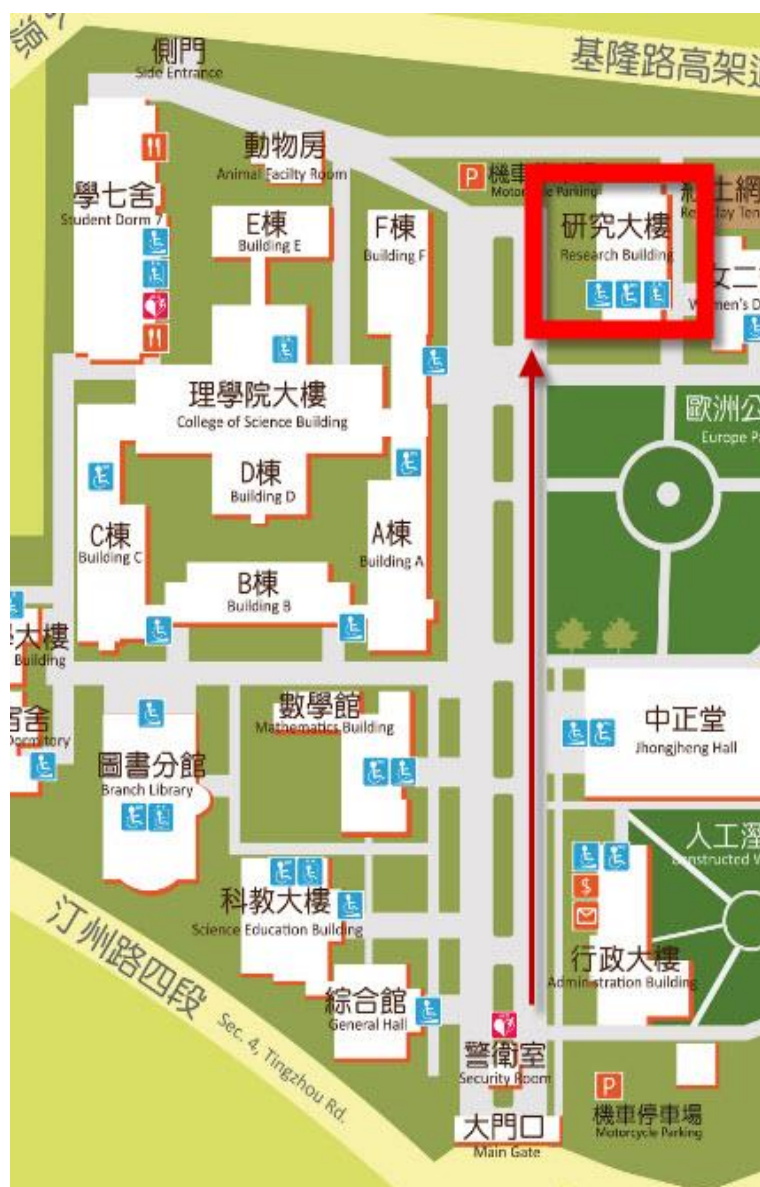 側門
Side Entrance
基隆路高架
動物房
Animal Facilty Room
P
Parking
學七舍
Student Dorm 7
E棟
Building E
F棟
Building F
研究大樓
Research Building
理學院大樓
College of Science Building
歐洲公
Europe P
D棟
Building D
C棟
Building C
A棟
Building A
B棟
Building B
大樓
Building
數學館
Mathematics Building
中正堂
Jhongjheng Hall
宿舍
Dormitory
圖書分館
Branch Library
人工溼
科教大樓
Science Education Building
$
行政大樓
Administration Building
汀州路四段
Sec. 4, Tingzhou Rd.
綜合館
General Hall
警衛室
Security Room
P
機車停車場
Motorcycle Parking
大門口
Main Gate